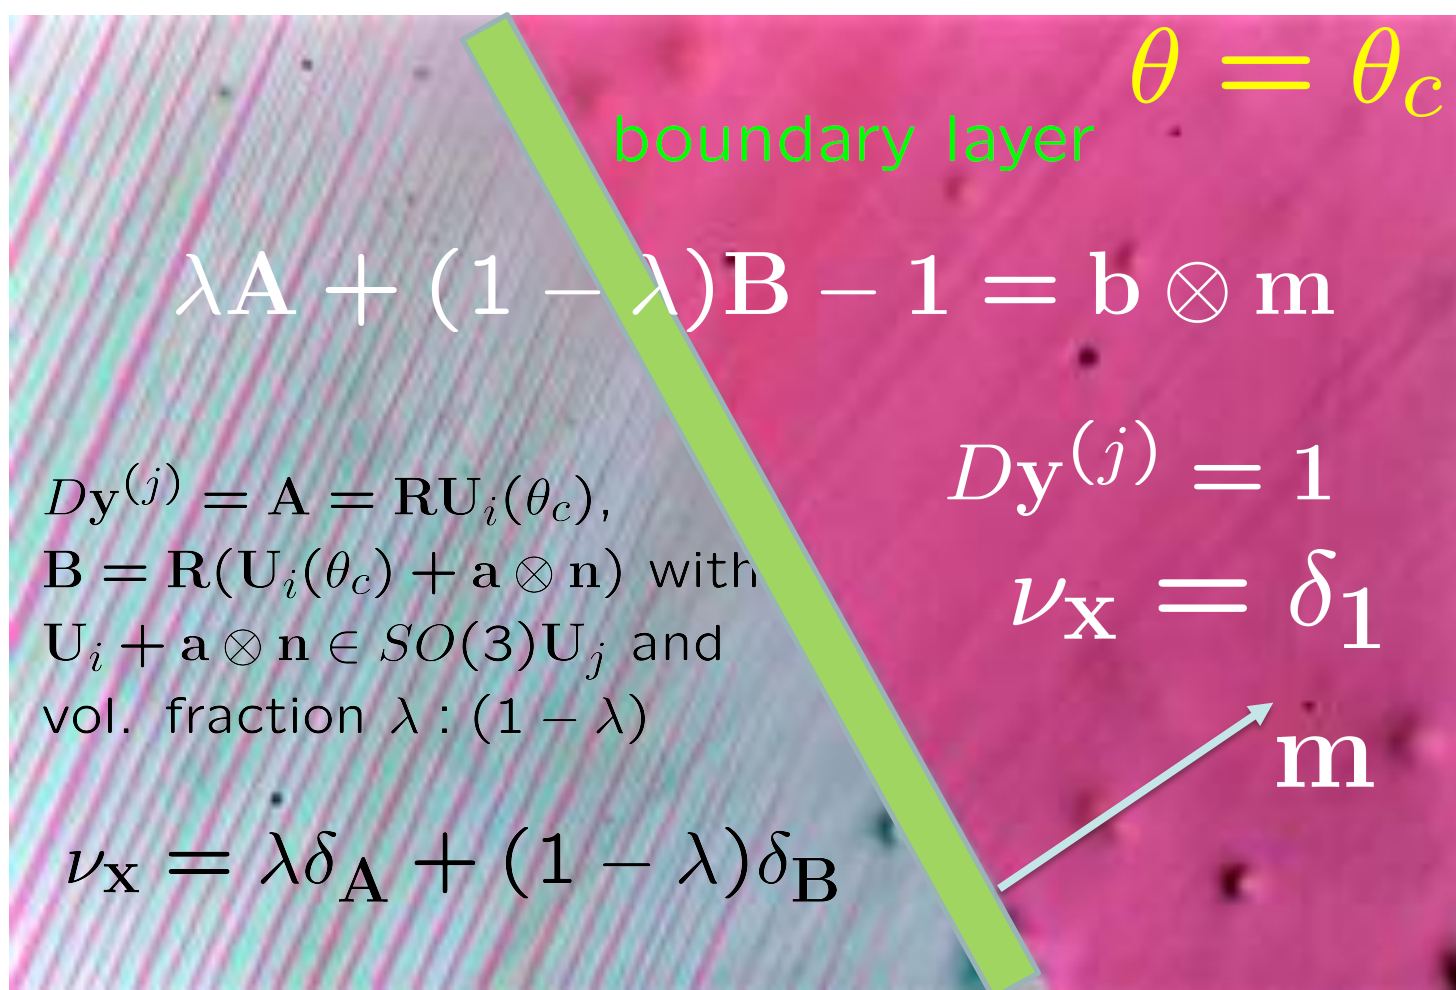 θ = θ_c
boundary layer
λA + (1 − λ)B − 1 = b ⊗ m
Dy^(j) = 1
ν_x = δ_1
m
Dy^(j) = A = RU_i(θ_c),
B = R(U_i(θ_c) + a ⊗ n) with
U_i + a ⊗ n ∈ SO(3)U_j and
vol. fraction λ : (1 − λ)
ν_x = λδ_A + (1 − λ)δ_B